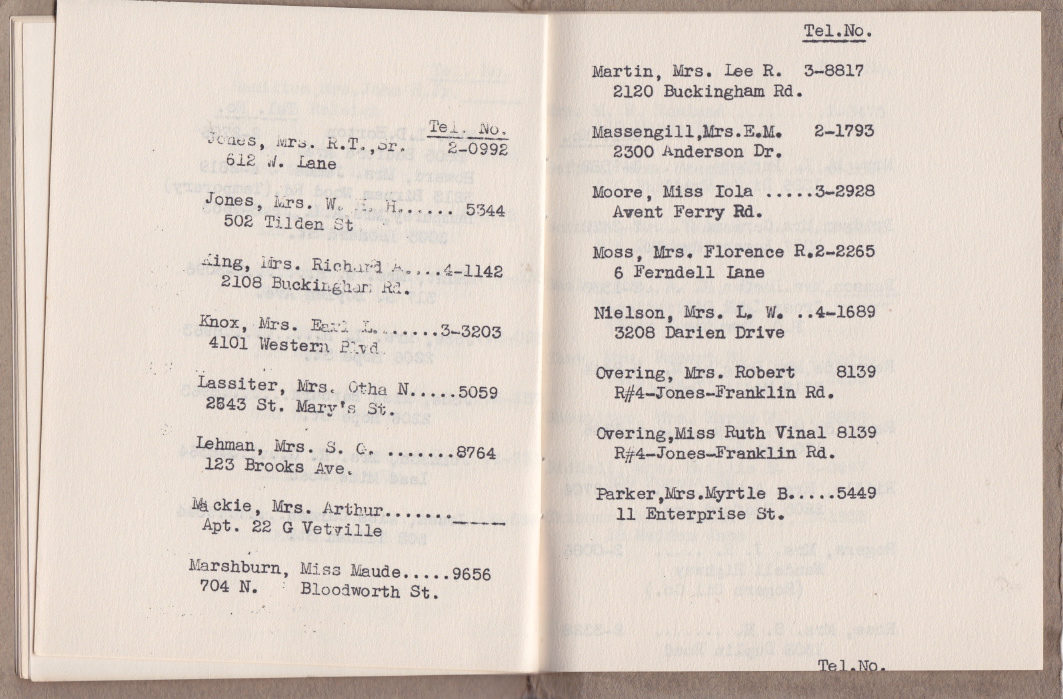 Tel. No.
Jones, Mrs. R.T.,Sr. 2-0992
612 W. Lane
Jones, Mrs. W. H. H...... 5344
502 Tilden St
King, Mrs. Richard A....4-1142
2108 Buckingham Rd.
Knox, Mrs. Earl L.......3-3203
4101 Western Blvd
Lassiter, Mrs. Otha N.....5059
2643 St. Mary's St.
Lehman, Mrs. S. G. .......8764
123 Brooks Ave.
Mackie, Mrs. Arthur.......
Apt. 22 G Vetville
Marshburn, Miss Maude.....9656
704 N. Bloodworth St.
Tel.No.
Martin, Mrs. Lee R. 3-8817
2120 Buckingham Rd.
Massengill,Mrs.E.M. 2-1793
2300 Anderson Dr.
Moore, Miss Iola .....3-2928
Avent Ferry Rd.
Moss, Mrs. Florence R.2-2265
6 Ferndell Lane
Nielson, Mrs. L. W. ..4-1689
3208 Darien Drive
Overing, Mrs. Robert 8139
R#4-Jones-Franklin Rd.
Overing,Miss Ruth Vinal 8139
R#4-Jones-Franklin Rd.
Parker,Mrs.Myrtle B.....5449
11 Enterprise St.
Tel.No.